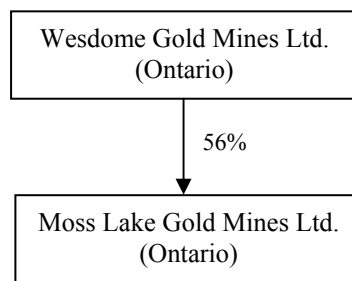 Wesdome Gold Mines Ltd.
(Ontario)
56%
Moss Lake Gold Mines Ltd.
(Ontario)